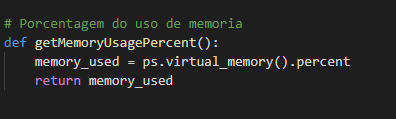 # Porcentagem do uso de memoria
def getMemoryUsagePercent():
    memory_used = ps.virtual_memory().percent
    return memory_used